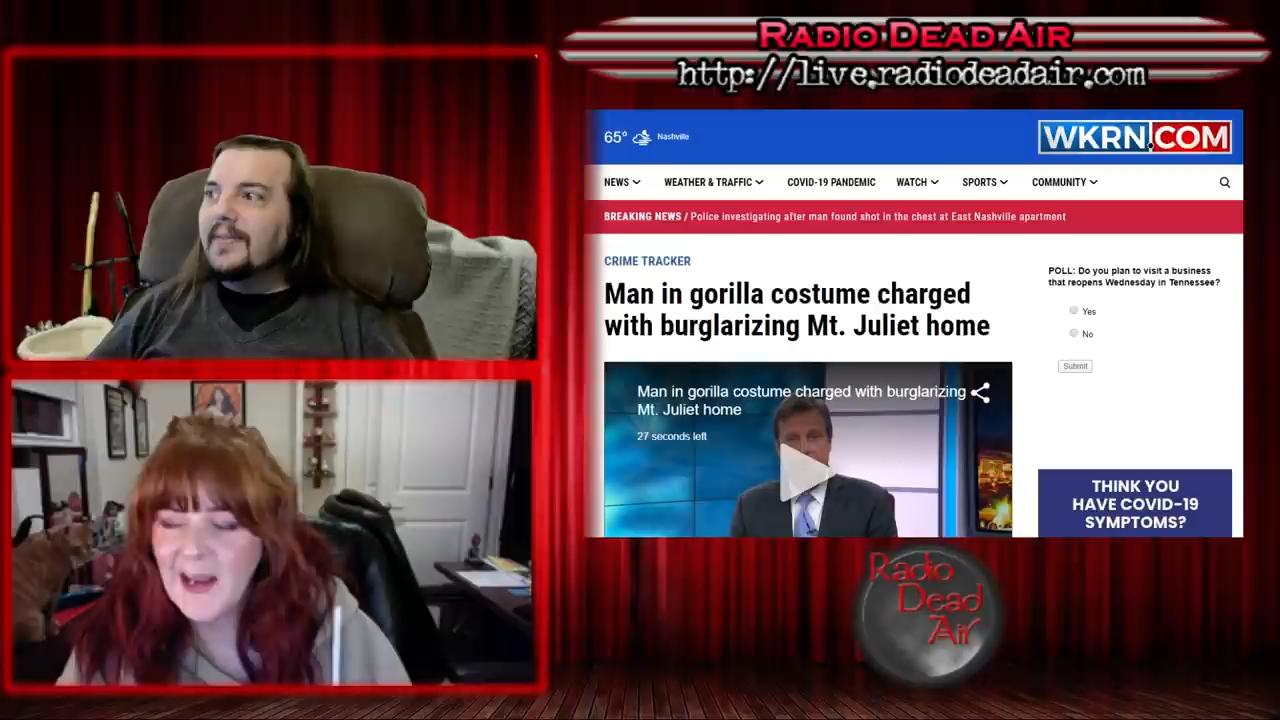 RADIO DEAD AIR
http://live.radiodeadair.com
65° Nashville
WKRN.COM
NEWS WEATHER & TRAFFIC COVID-19 PANDEMIC WATCH SPORTS COMMUNITY
BREAKING NEWS / Police investigating after man found shot in the chest at East Nashville apartment
CRIME TRACKER
Man in gorilla costume charged
with burglarizing Mt. Juliet home
Man in gorilla costume charged with burglarizing
Mt. Juliet home
27 seconds left
POLL: Do you plan to visit a business
that reopens Wednesday in Tennessee?
Yes
No
Submit
THINK YOU
HAVE COVID-19
SYMPTOMS?
Radio
Dead
Air